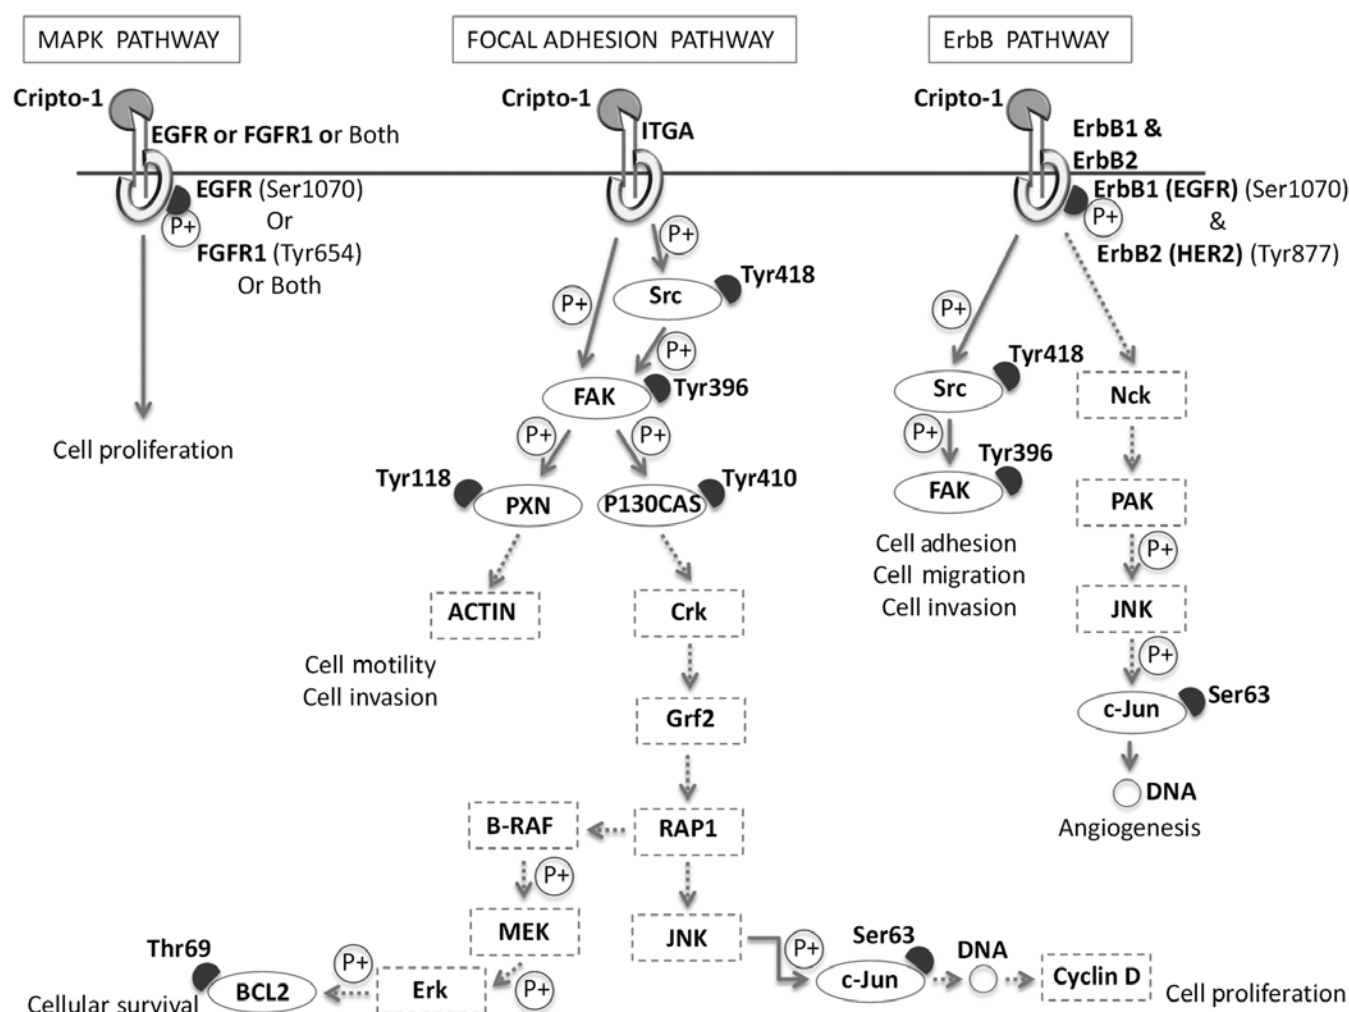 MAPK PATHWAY
Cripto-1
EGFR or FGFR1 or Both
EGFR (Ser1070)
Or
P+
FGFR1 (Tyr654)
Or Both
Cell proliferation
FOCAL ADHESION PATHWAY
Cripto-1
ITGA
P+
Tyr418
Src
P+
P+
Tyr396
FAK
P+
P+
Tyr118
Tyr410
PXN
P130CAS
ACTIN
Crk
Cell motility
Cell invasion
Grf2
B-RAF
RAP1
P+
MEK
JNK
P+
Ser63
DNA
Thr69
P+
P+
BCL2
Erk
c-Jun
Cyclin D
Cellular survival
Cell proliferation
ErbB PATHWAY
Cripto-1
ErbB1 &
ErbB2
ErbB1 (EGFR) (Ser1070)
P+
&
ErbB2 (HER2) (Tyr877)
P+
Tyr418
Src
Nck
P+
Tyr396
FAK
PAK
Cell adhesion
Cell migration
Cell invasion
P+
JNK
P+
Ser63
c-Jun
DNA
Angiogenesis